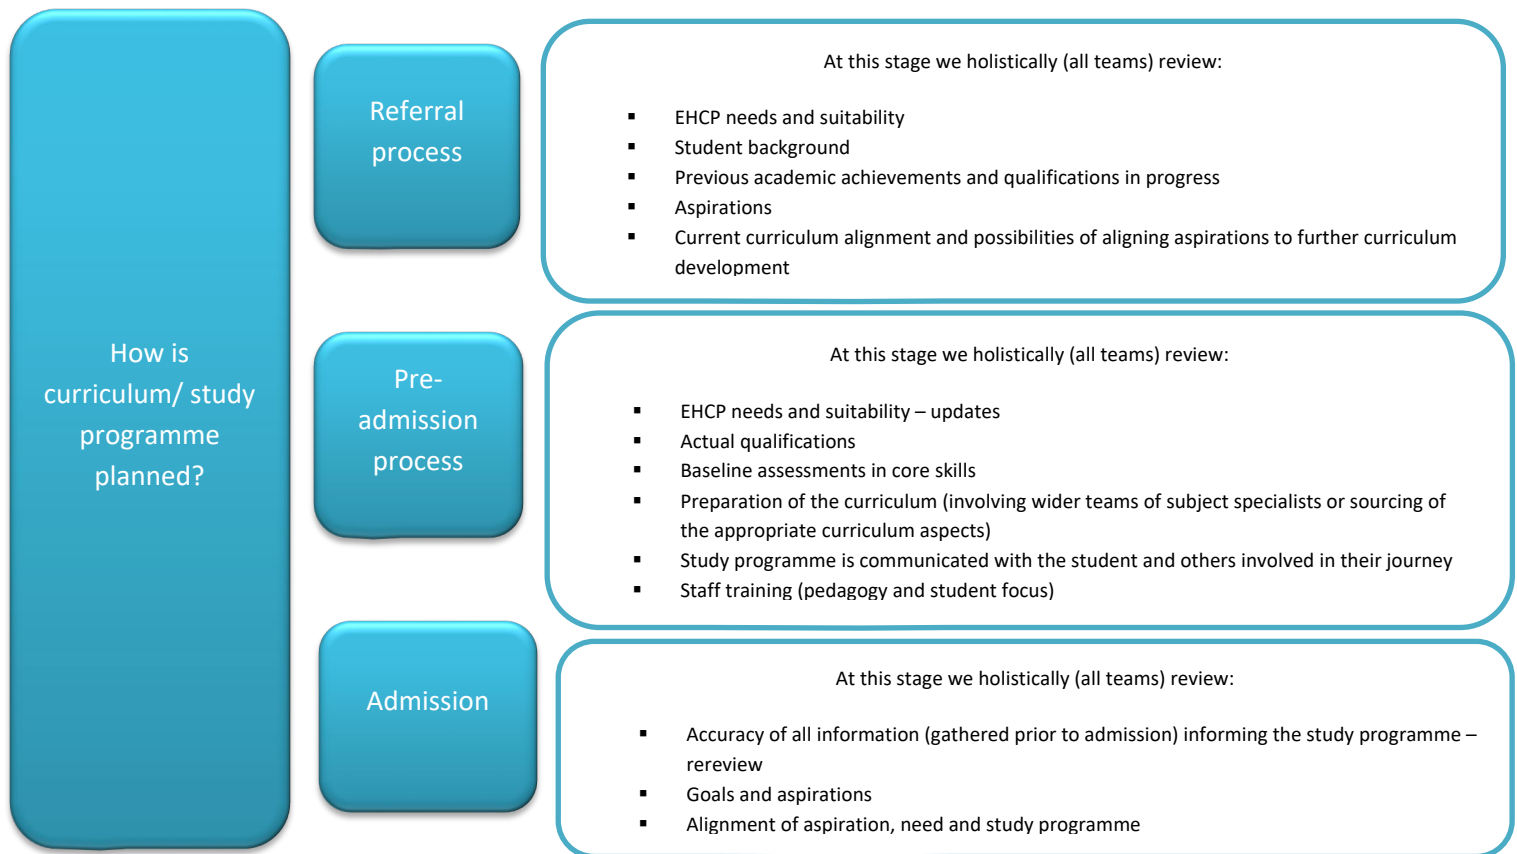 How is
curriculum/ study
programme
planned?
Referral
process
At this stage we holistically (all teams) review:
▪ EHCP needs and suitability
▪ Student background
▪ Previous academic achievements and qualifications in progress
▪ Aspirations
▪ Current curriculum alignment and possibilities of aligning aspirations to further curriculum
development
Pre-
admission
process
At this stage we holistically (all teams) review:
▪ EHCP needs and suitability – updates
▪ Actual qualifications
▪ Baseline assessments in core skills
▪ Preparation of the curriculum (involving wider teams of subject specialists or sourcing of
the appropriate curriculum aspects)
▪ Study programme is communicated with the student and others involved in their journey
▪ Staff training (pedagogy and student focus)
Admission
At this stage we holistically (all teams) review:
▪ Accuracy of all information (gathered prior to admission) informing the study programme –
rereview
▪ Goals and aspirations
▪ Alignment of aspiration, need and study programme